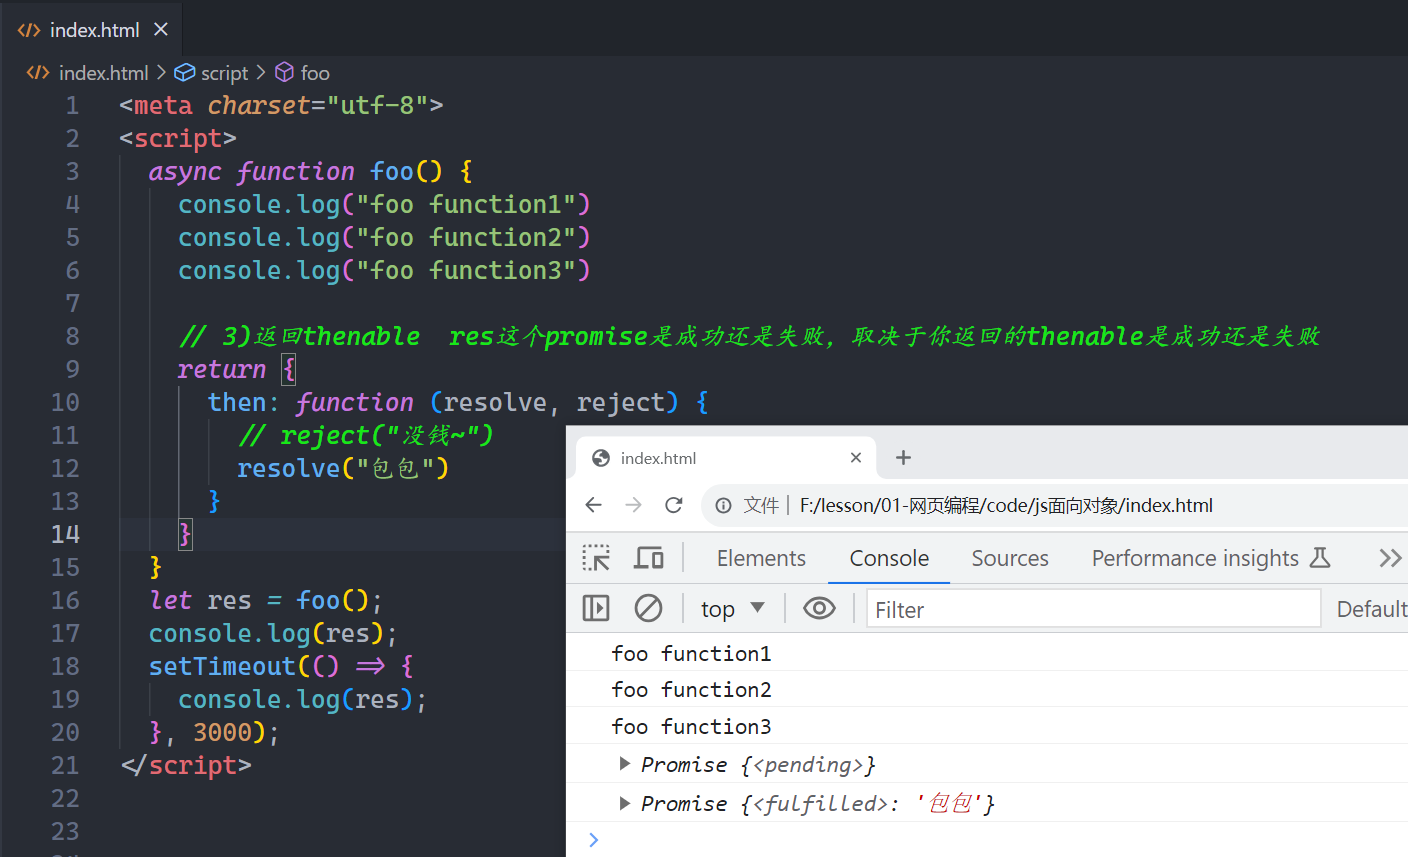 index.html
index.html > script > foo
1 <meta charset="utf-8">
2 <script>
3 async function foo() {
4 console.log("foo function1")
5 console.log("foo function2")
6 console.log("foo function3")
7
8 // 3)返回thenable  res这个promise是成功还是失败，取决于你返回的thenable是成功还是失败
9 return {
10 then: function (resolve, reject) {
11 // reject("没钱~")
12 resolve("包包")
13 }
14 }
15 }
16 let res = foo();
17 console.log(res);
18 setTimeout(() => {
19 console.log(res);
20 }, 3000);
21 </script>
22
23
index.html
文件 | F:/lesson/01-网页编程/code/js面向对象/index.html
Elements Console Sources Performance insights
top Filter Default
foo function1
foo function2
foo function3
Promise {<pending>}
Promise {<fulfilled>: '包包'}